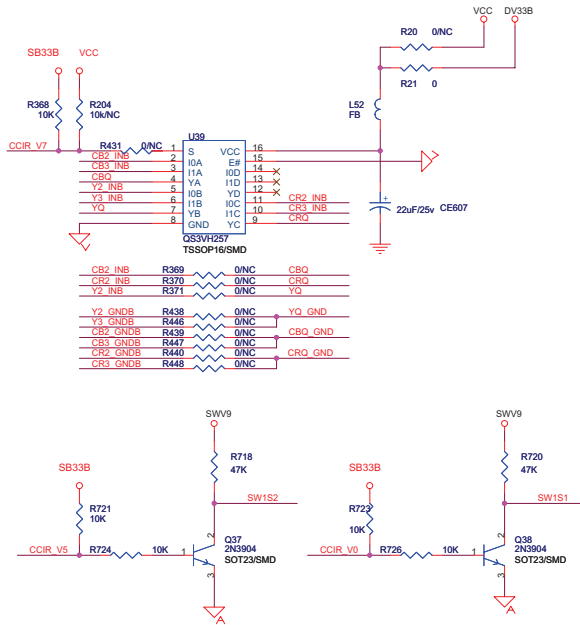 R20 0/NC
VCC DV33B
R21 0
SB33B VCC
R368
10K
R204
10k/NC
L52
FB
CCIR_V7
R431 0/NC
U39
CB2_INB 1 S VCC 16
CB3_INB 2 I0A E# 15
CBQ 3 I1A I0D 14
4 YA I1D 13
Y2_INB 5 I0B YD 12
Y3_INB 6 I1B I0C 11 CR2_INB
YQ 7 YB I1C 10 CR3_INB
8 GND YC 9 CRQ
QS3VH257
TSSOP16/SMD
+
22uF/25v CE607
CB2_INB R369 0/NC CBQ
CR2_INB R370 0/NC CRQ
Y2_INB R371 0/NC YQ
Y2_GNDB R438 0/NC YQ_GND
Y3_GNDB R446 0/NC
CB2_GNDB R439 0/NC CBQ_GND
CB3_GNDB R447 0/NC
CR2_GNDB R440 0/NC CRQ_GND
CR3_GNDB R448 0/NC
SWV9
R718
47K
SB33B
SW1S2
R721
10K
CCIR_V5 R724 10K 1
2
3
Q37
2N3904
SOT23/SMD
A
SWV9
R720
47K
SB33B
SW1S1
R723
10K
CCIR_V0 R726 10K 1
2
3
Q38
2N3904
SOT23/SMD
A